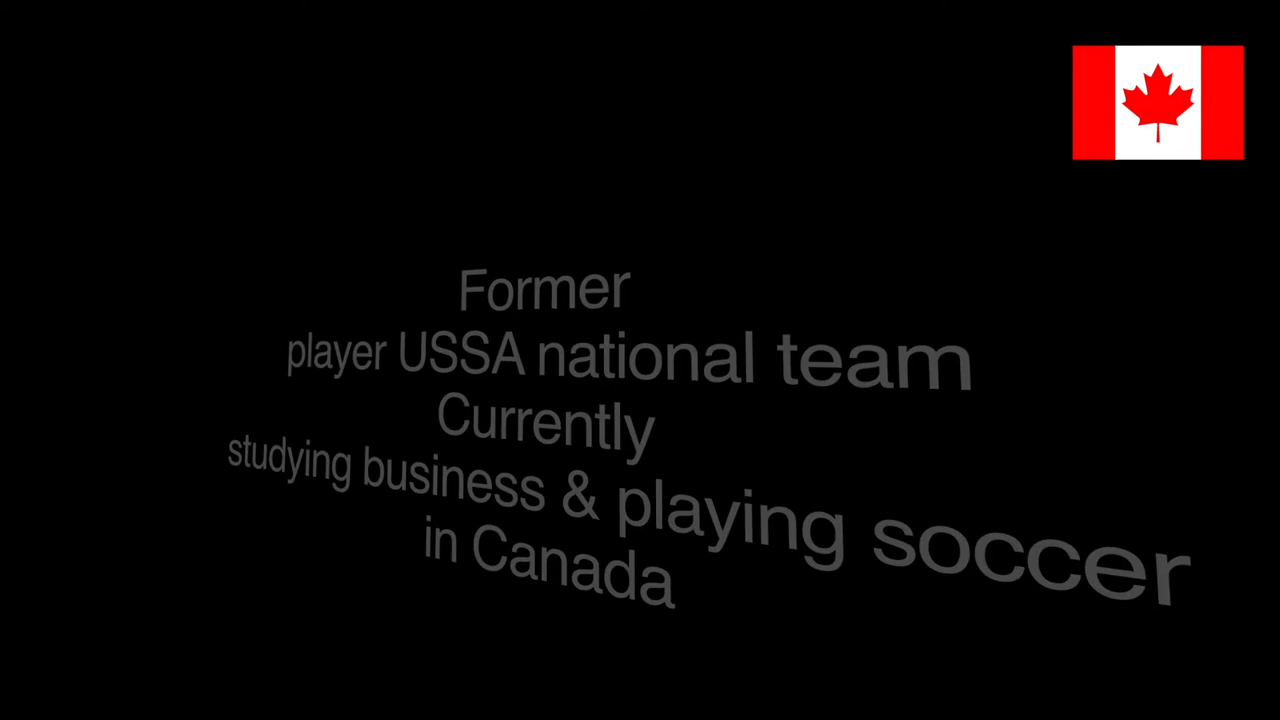 Former
player USSA national team
Currently
studying business & playing soccer
in Canada